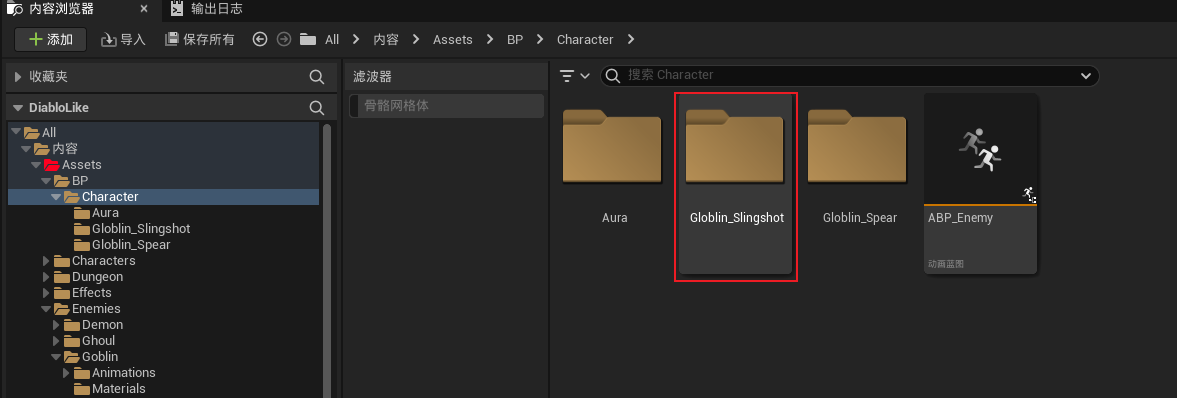 内容浏览器
输出日志
添加
导入
保存所有
All
内容
Assets
BP
Character
收藏夹
DiabloLike
All
内容
Assets
BP
Character
Aura
Globlin_Slingshot
Globlin_Spear
Characters
Dungeon
Effects
Enemies
Demon
Ghoul
Goblin
Animations
Materials
滤波器
骨骼网格体
搜索 Character
Aura
Globlin_Slingshot
Globlin_Spear
ABP_Enemy
动画蓝图